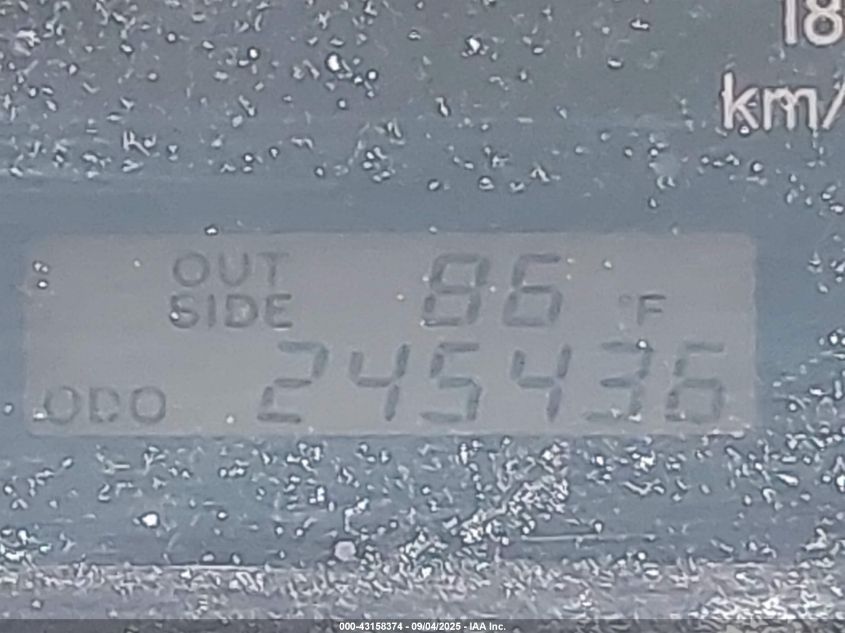 18
km/
OUT SIDE 86 °F
ODO 245436
000-43158374 - 09/04/2025 - IAA Inc.